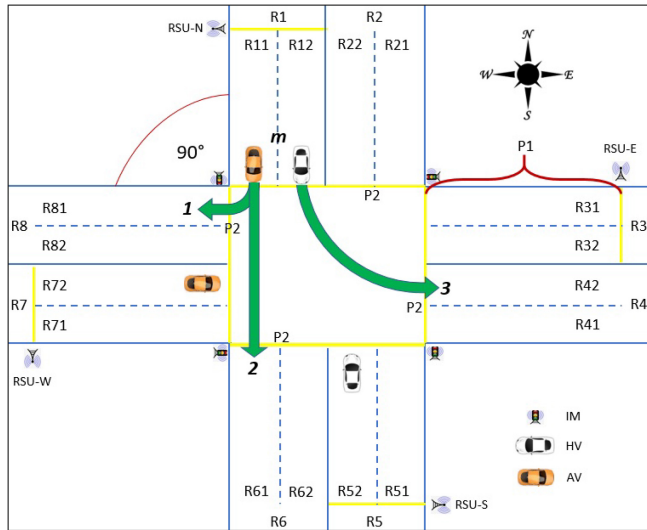 R1
R2
RSU-N
R11
R12
R22
R21
N
W
E
S
m
90°
P1
RSU-E
P2
R81
1
R31
R8
P2
R3
R82
R32
R72
R42
3
R7
P2
R4
R71
R41
P2
RSU-W
2
IM
HV
AV
R61
R62
R52
R51
RSU-S
R6
R5